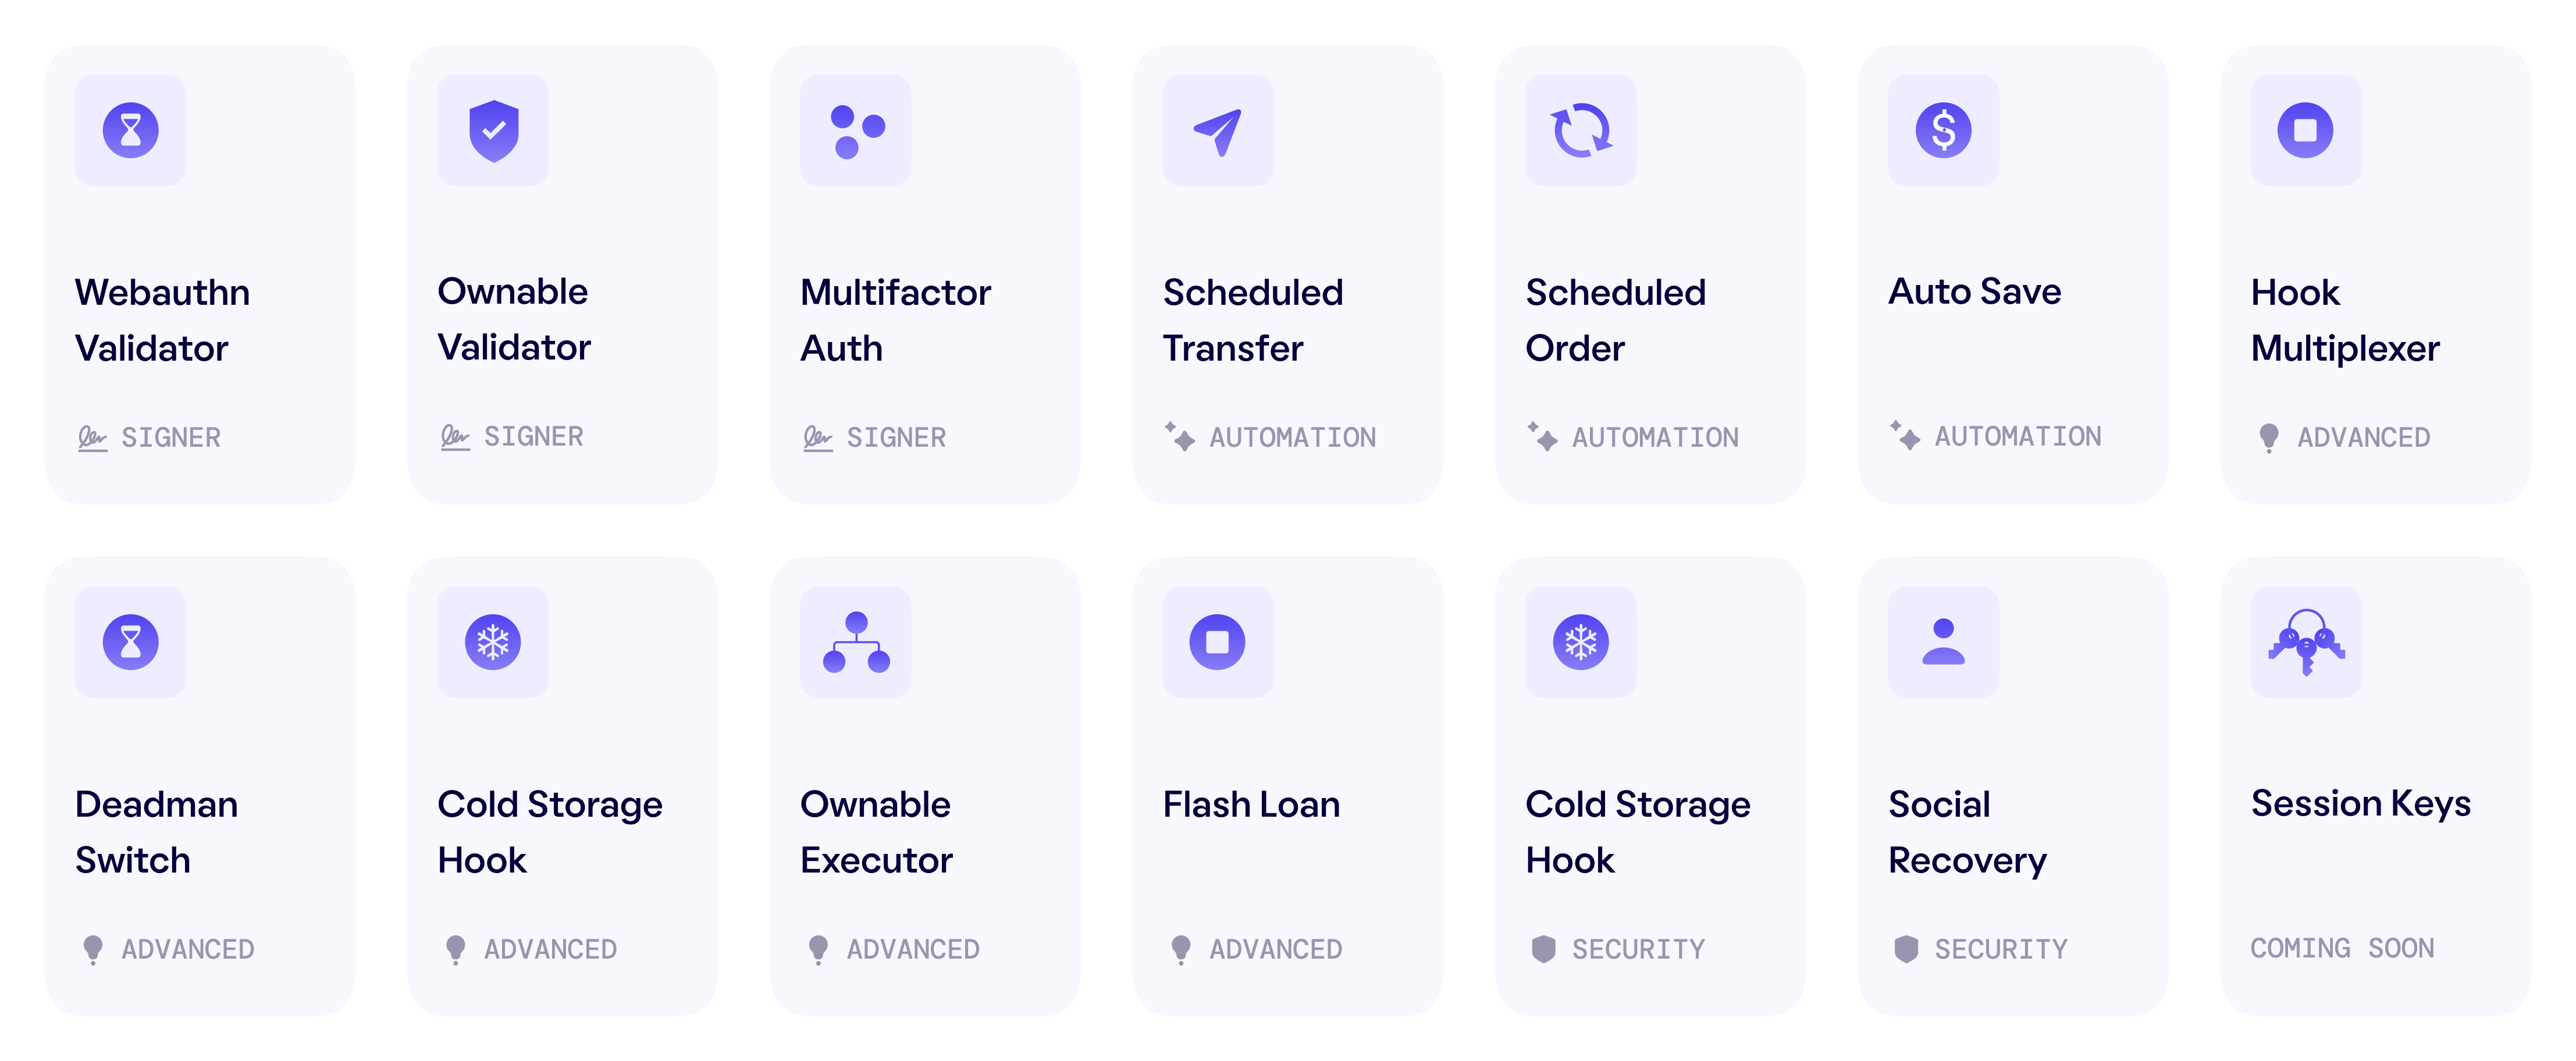 Webauthn
Validator
SIGNER
Ownable
Validator
SIGNER
Multifactor
Auth
SIGNER
Scheduled
Transfer
AUTOMATION
Scheduled
Order
AUTOMATION
Auto Save
AUTOMATION
Hook
Multiplexer
ADVANCED
Deadman
Switch
ADVANCED
Cold Storage
Hook
ADVANCED
Ownable
Executor
ADVANCED
Flash Loan
ADVANCED
Cold Storage
Hook
SECURITY
Social
Recovery
SECURITY
Session Keys
COMING SOON